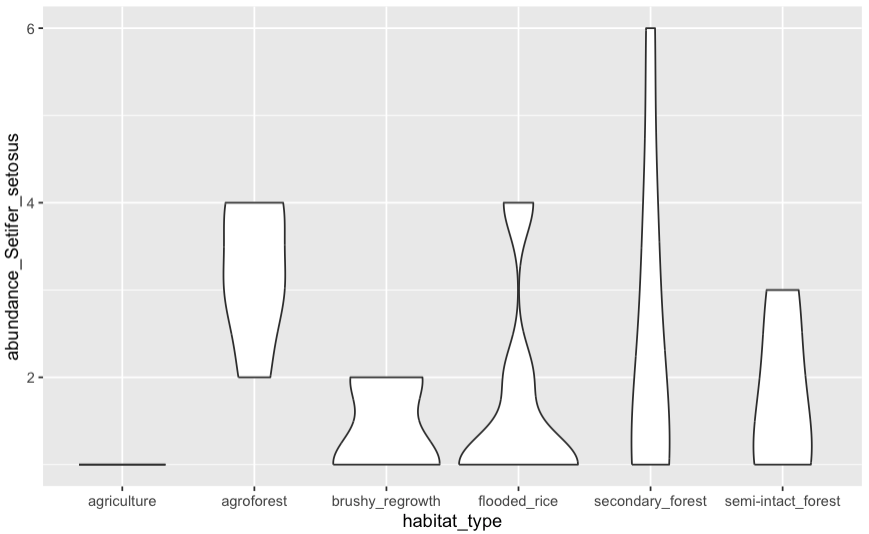 6
4
2
abundance_Setifer_setosus
agriculture agroforest brushy_regrowth flooded_rice secondary_forest semi-intact_forest
habitat_type